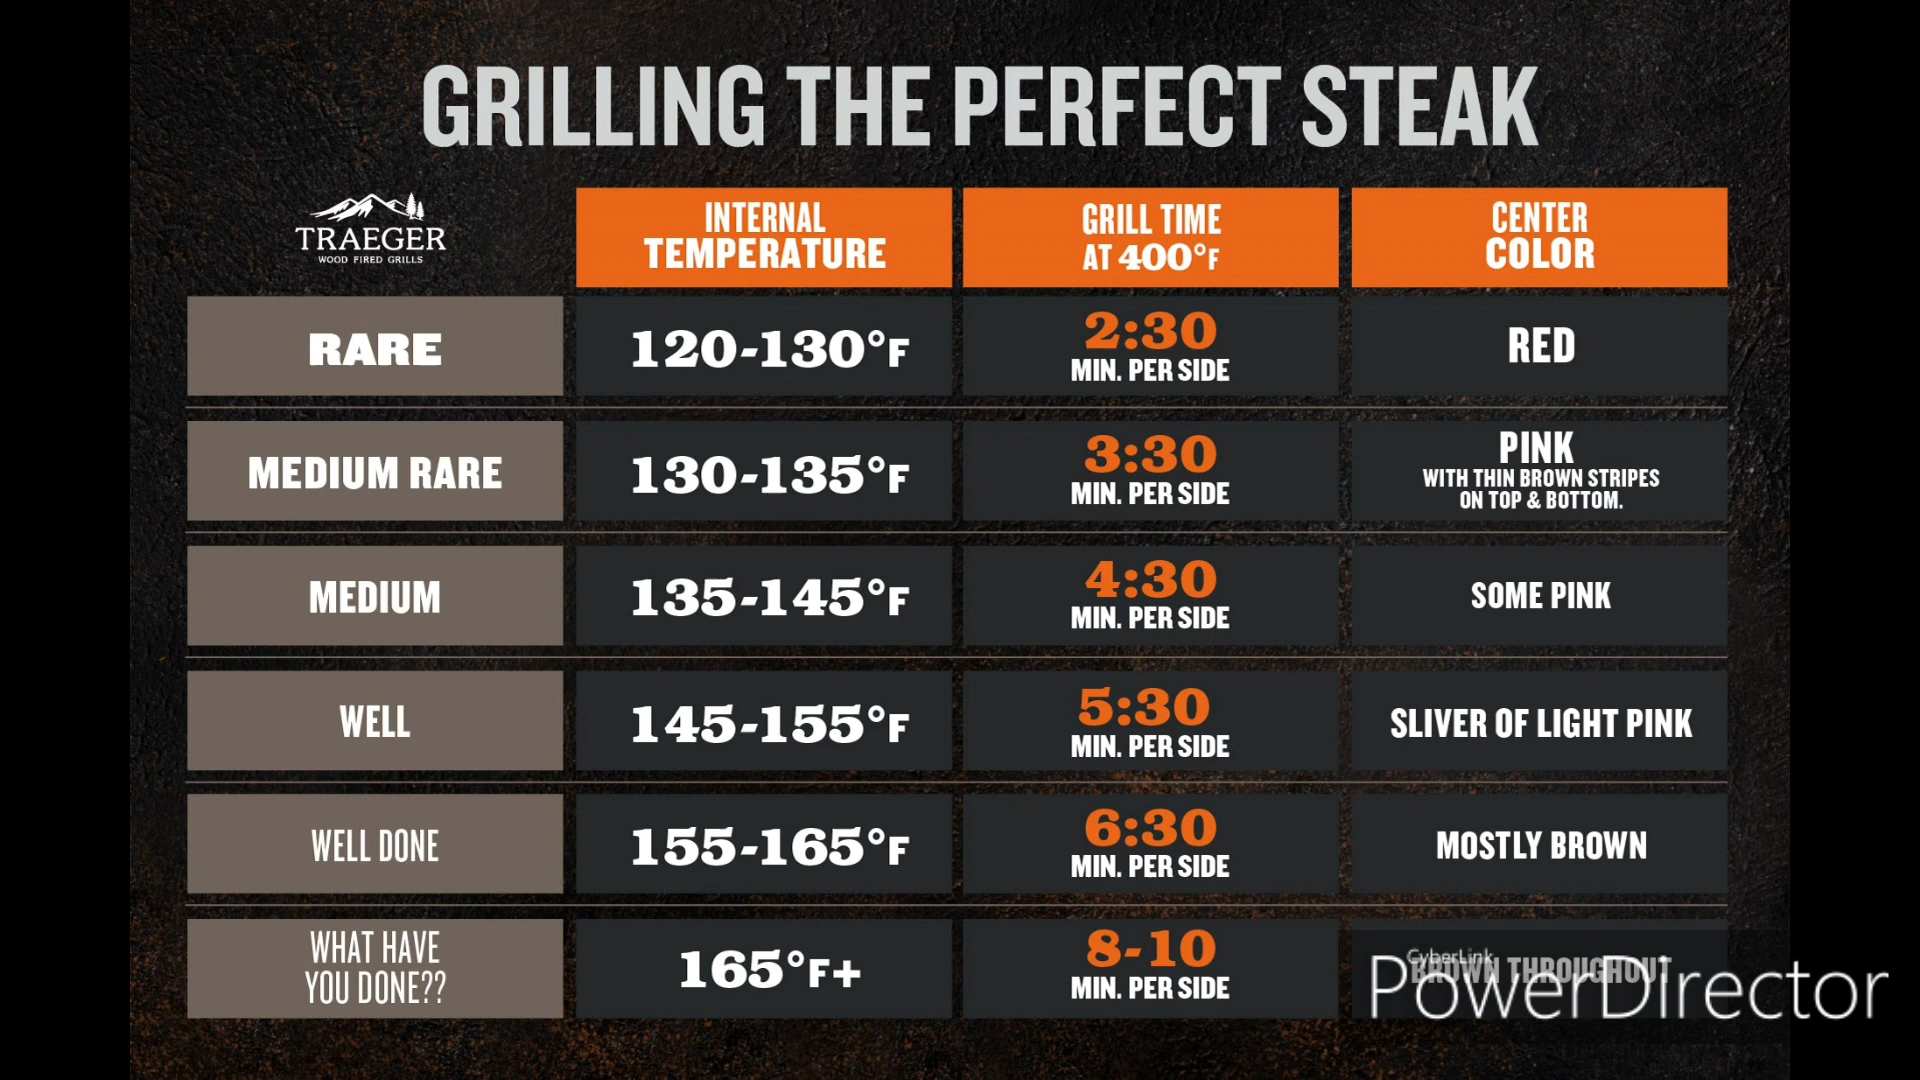 GRILLING THE PERFECT STEAK
TRAEGER
WOOD FIRED GRILLS
INTERNAL
TEMPERATURE
GRILL TIME
AT 400°F
CENTER
COLOR
RARE
120-130°F
2:30
MIN. PER SIDE
RED
MEDIUM RARE
130-135°F
3:30
MIN. PER SIDE
PINK
WITH THIN BROWN STRIPES
ON TOP & BOTTOM.
MEDIUM
135-145°F
4:30
MIN. PER SIDE
SOME PINK
WELL
145-155°F
5:30
MIN. PER SIDE
SLIVER OF LIGHT PINK
WELL DONE
155-165°F
6:30
MIN. PER SIDE
MOSTLY BROWN
WHAT HAVE
YOU DONE??
165°F+
8-10
MIN. PER SIDE
BROWN THROUGHOUT
CyberLink
PowerDirector